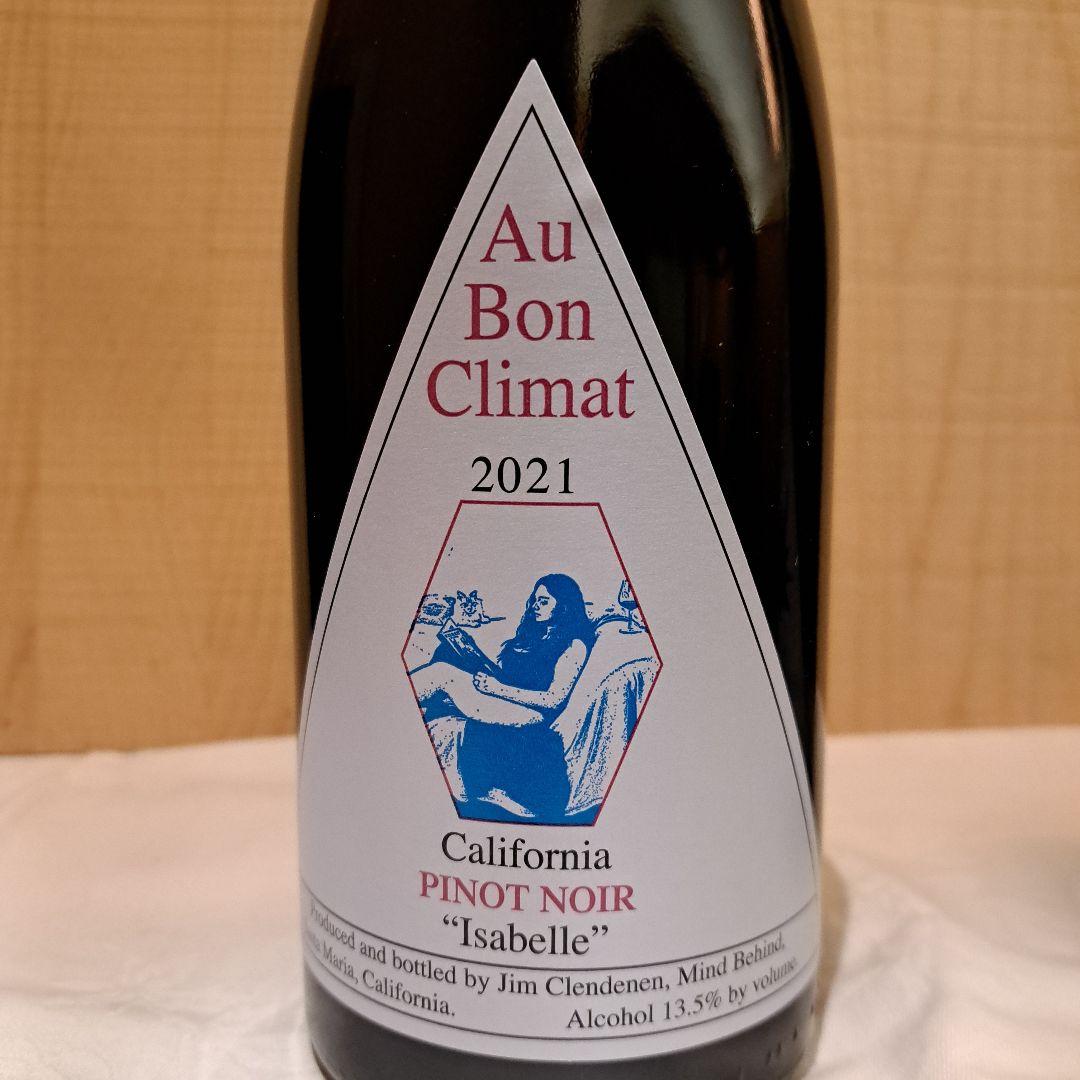 Au
Bon
Climat
2021
California
PINOT NOIR
“Isabelle”
Produced and bottled by Jim Clendenen, Mind Behind,
Maria, California.
Alcohol 13.5% by volume.